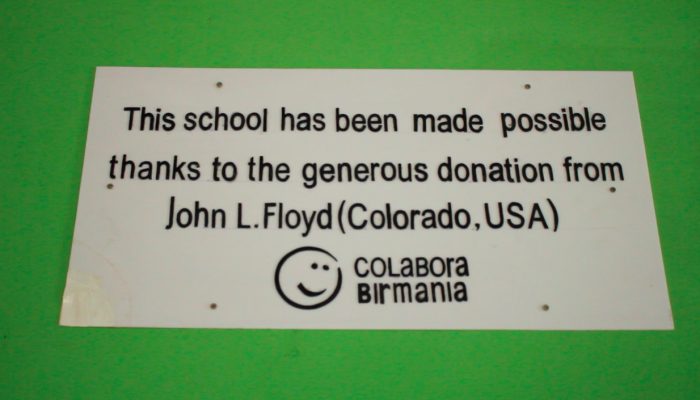 This school has been made possible
thanks to the generous donation from
John L.Floyd(Colorado,USA)
COLaBORa
BIRmaNIa